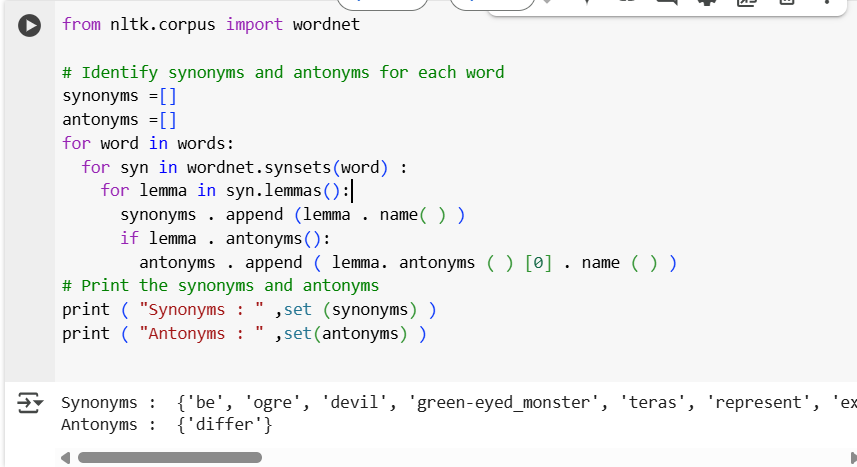 from nltk.corpus import wordnet
# Identify synonyms and antonyms for each word
synonyms =[]
antonyms =[]
for word in words:
for syn in wordnet.synsets(word) :
for lemma in syn.lemmas():
synonyms . append (lemma . name( ) )
if lemma . antonyms():
antonyms . append ( lemma. antonyms ( ) [0] . name ( ) )
# Print the synonyms and antonyms
print ( "Synonyms : " ,set (synonyms) )
print ( "Antonyms : " ,set(antonyms) )
Synonyms : {'be', 'ogre', 'devil', 'green-eyed_monster', 'teras', 'represent', 'ex
Antonyms : {'differ'}